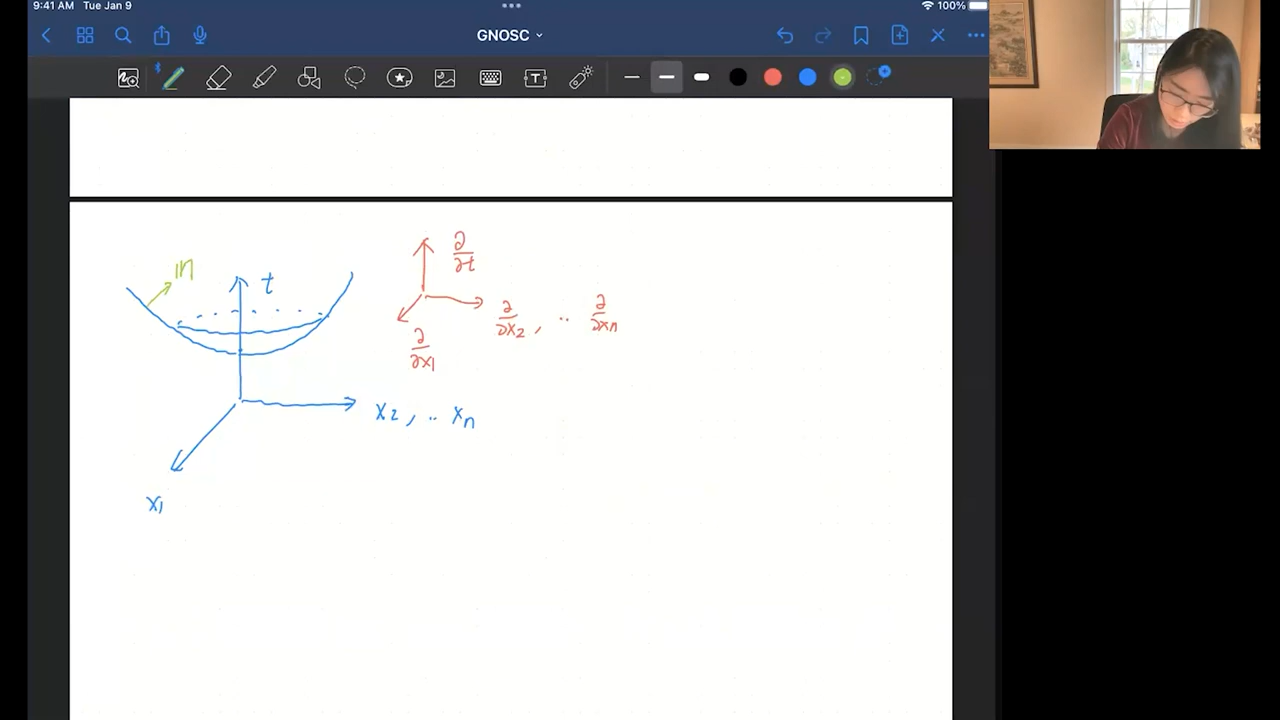 9:41 AM Tue Jan 9
100%
GNOSC
T
n
t
∂/∂t
∂/∂x₁
∂/∂x₂, .. ∂/∂xₙ
x₂, .. xₙ
x₁